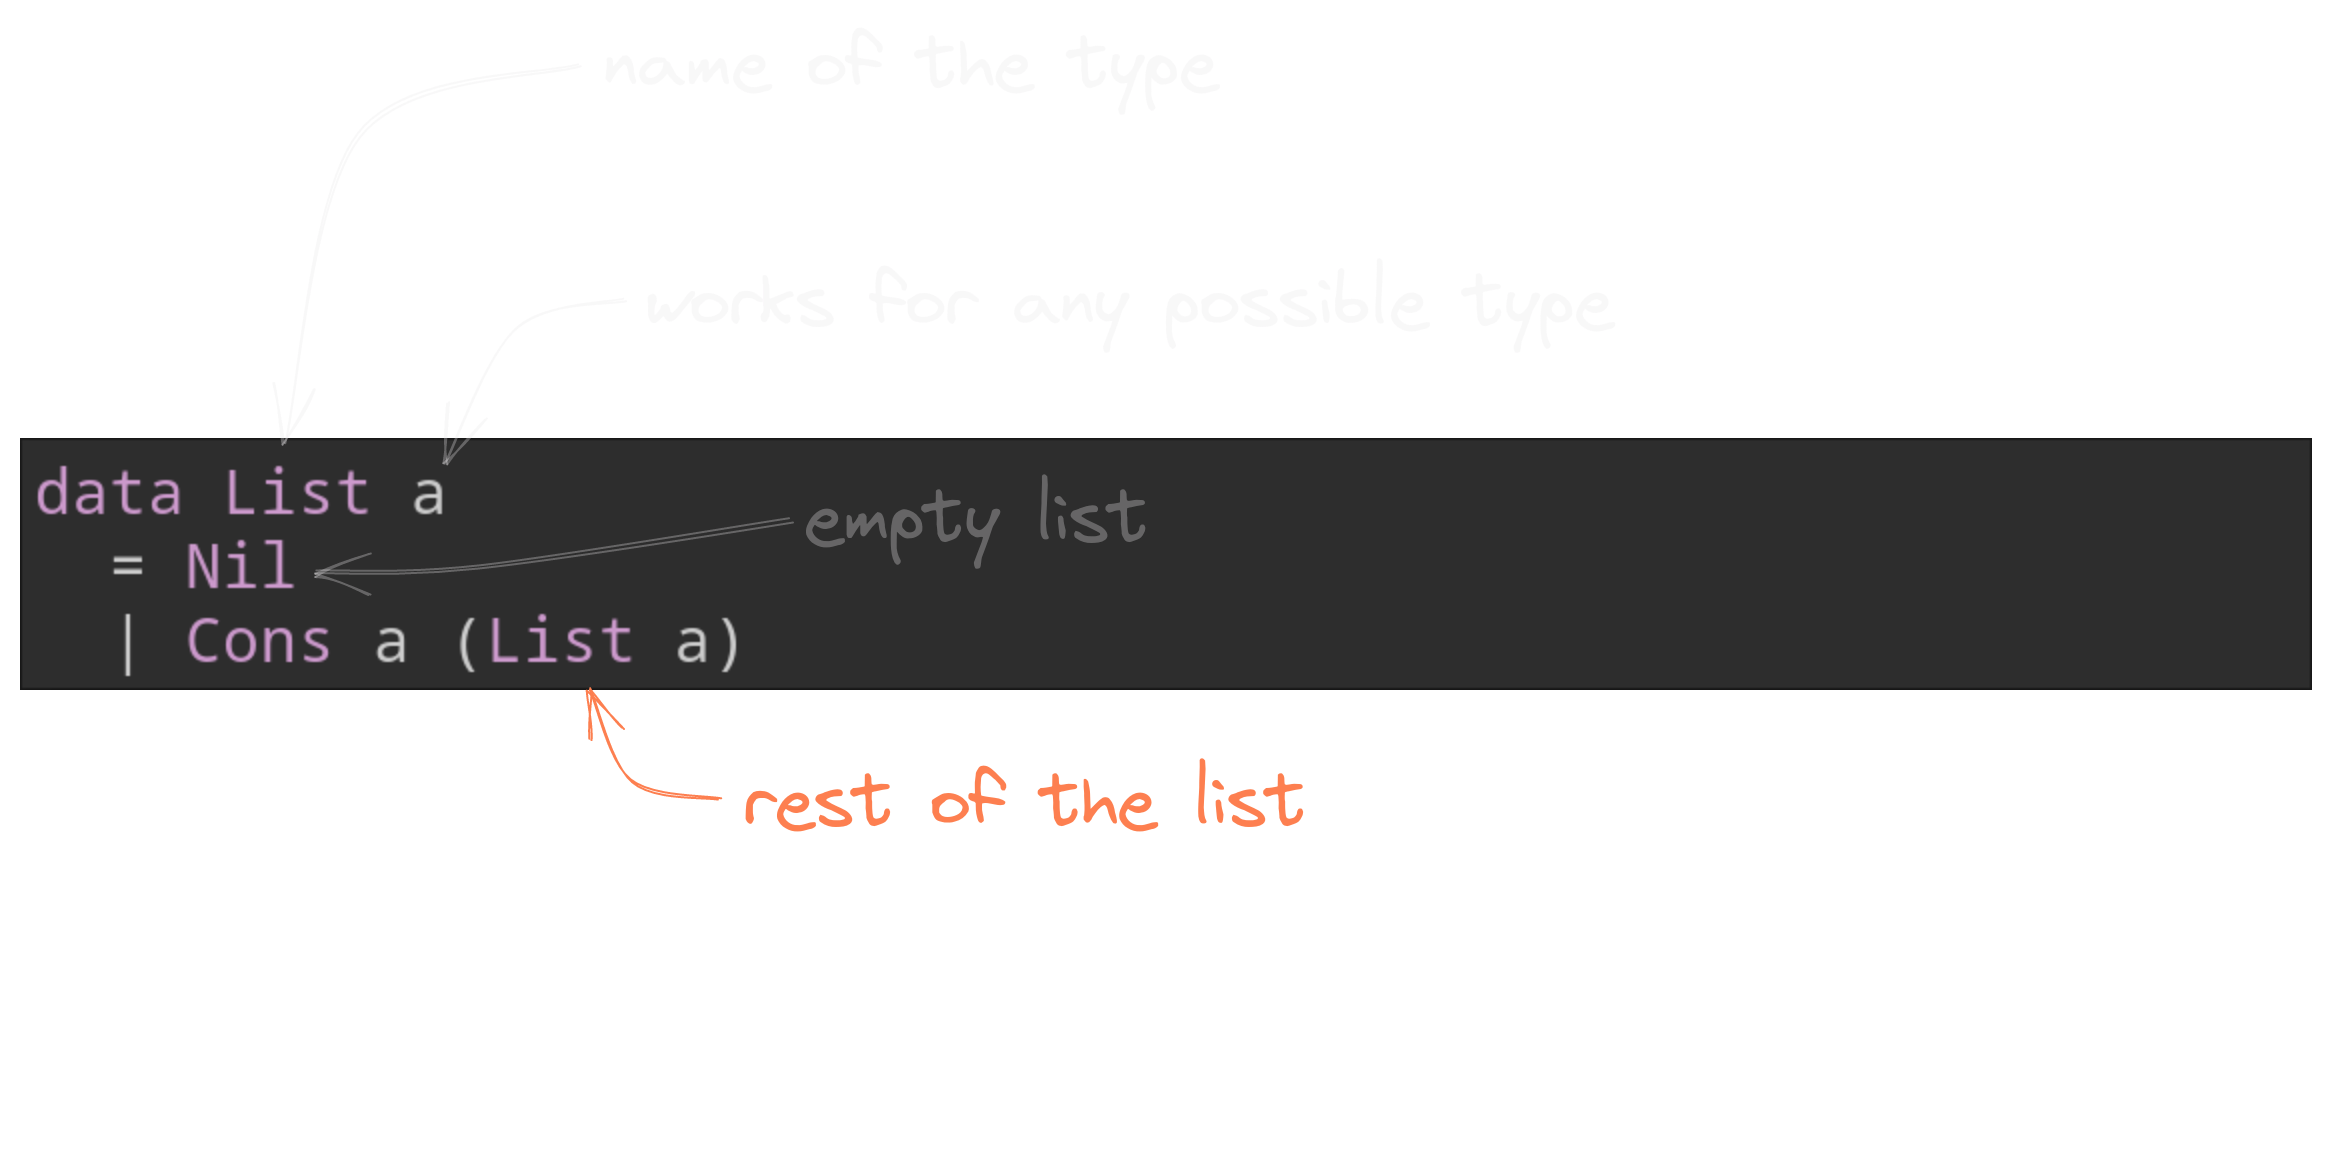 name of the type
works for any possible type
data List a
empty list
= Nil
| Cons a (List a)
rest of the list